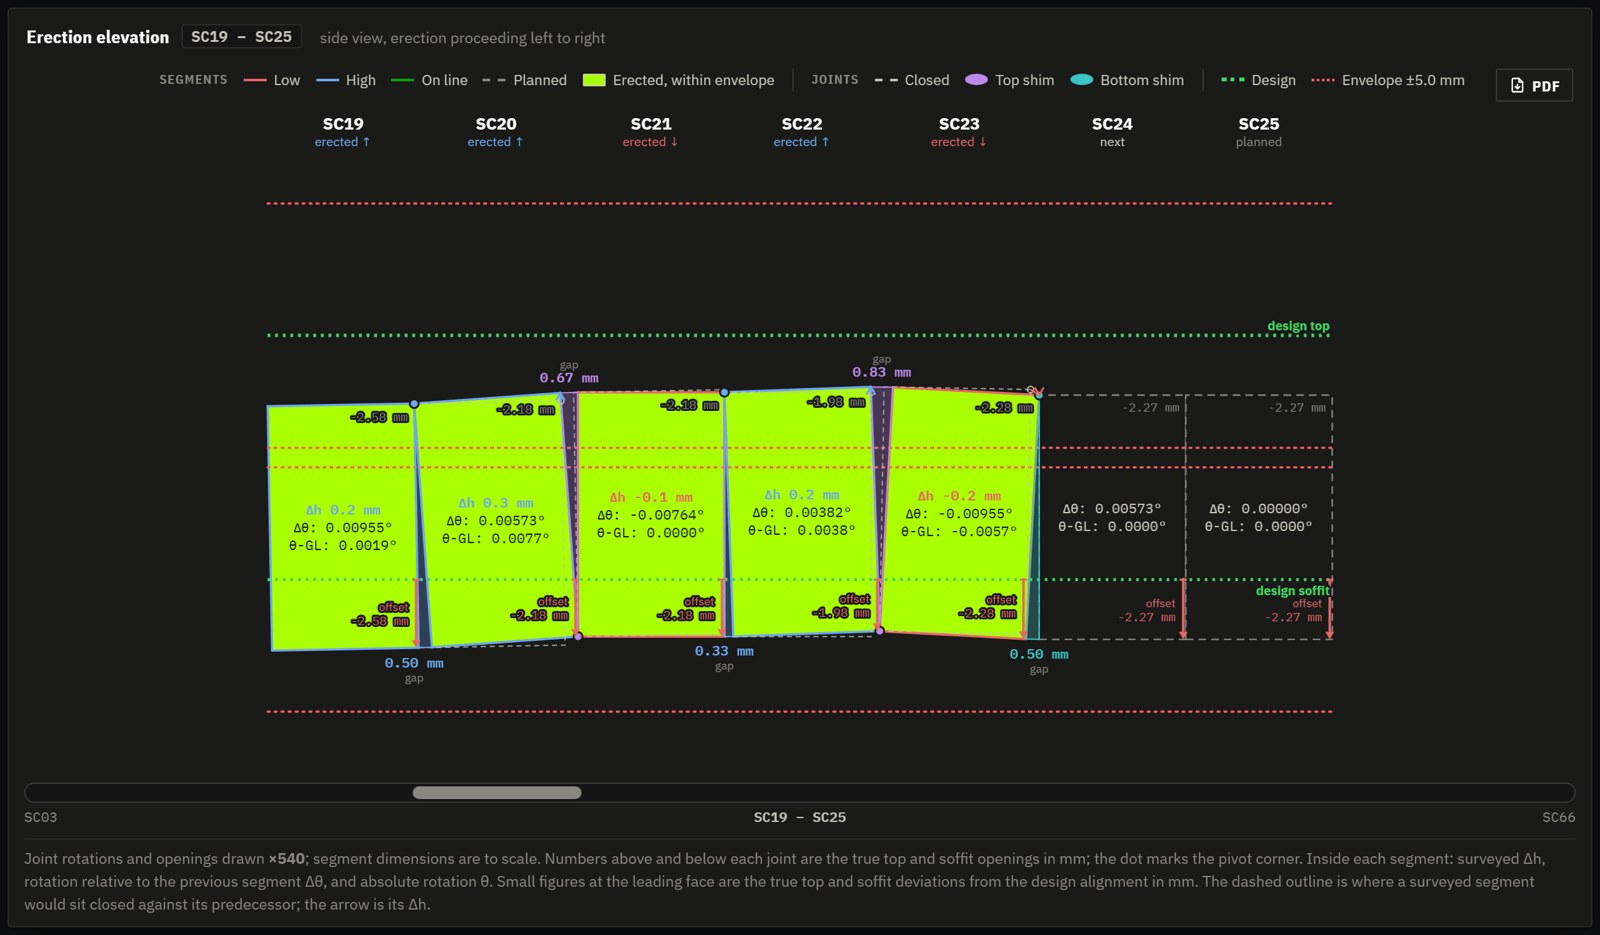 Erection elevation SC19 – SC25 side view, erection proceeding left to right
SEGMENTS Low High On line Planned Erected, within envelope JOINTS Closed Top shim Bottom shim Design Envelope ±5.0 mm PDF
SC19 SC20 SC21 SC22 SC23 SC24 SC25
erected ↑ erected ↑ erected ↓ erected ↑ erected ↓ next planned
design top
gap gap
0.67 mm 0.83 mm
-2.58 mm -2.18 mm -2.18 mm -1.98 mm -2.28 mm -2.27 mm -2.27 mm
Δh 0.2 mm Δh 0.3 mm Δh -0.1 mm Δh 0.2 mm Δh -0.2 mm
Δθ: 0.00955° Δθ: 0.00573° Δθ: -0.00764° Δθ: 0.00382° Δθ: -0.00955° Δθ: 0.00573° Δθ: 0.00000°
θ-GL: 0.0019° θ-GL: 0.0077° θ-GL: 0.0000° θ-GL: 0.0038° θ-GL: -0.0057° θ-GL: 0.0000° θ-GL: 0.0000°
design soffit
offset offset offset offset offset offset offset
-2.58 mm -2.18 mm -2.18 mm -1.98 mm -2.28 mm -2.27 mm -2.27 mm
0.50 mm 0.33 mm 0.50 mm
gap gap gap
SC03 SC19 – SC25 SC66
Joint rotations and openings drawn ×540; segment dimensions are to scale. Numbers above and below each joint are the true top and soffit openings in mm; the dot marks the pivot corner. Inside each segment: surveyed Δh,
rotation relative to the previous segment Δθ, and absolute rotation θ. Small figures at the leading face are the true top and soffit deviations from the design alignment in mm. The dashed outline is where a surveyed segment
would sit closed against its predecessor; the arrow is its Δh.